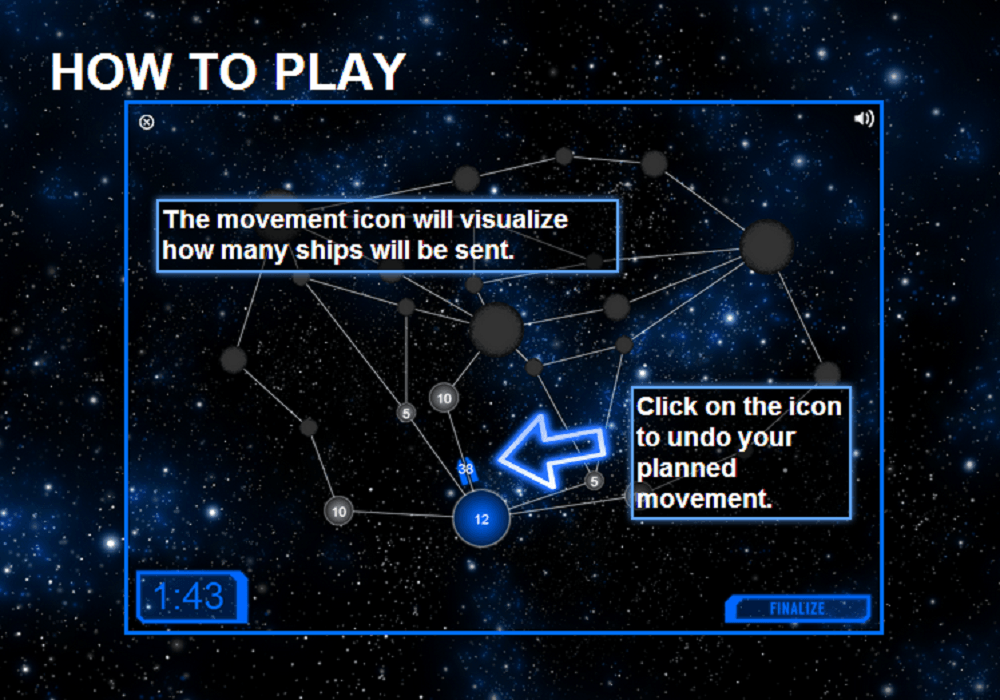 HOW TO PLAY
The movement icon will visualize
how many ships will be sent.
Click on the icon
to undo your
planned
movement.
10
5
38
5
10
12
1:43
FINALIZE